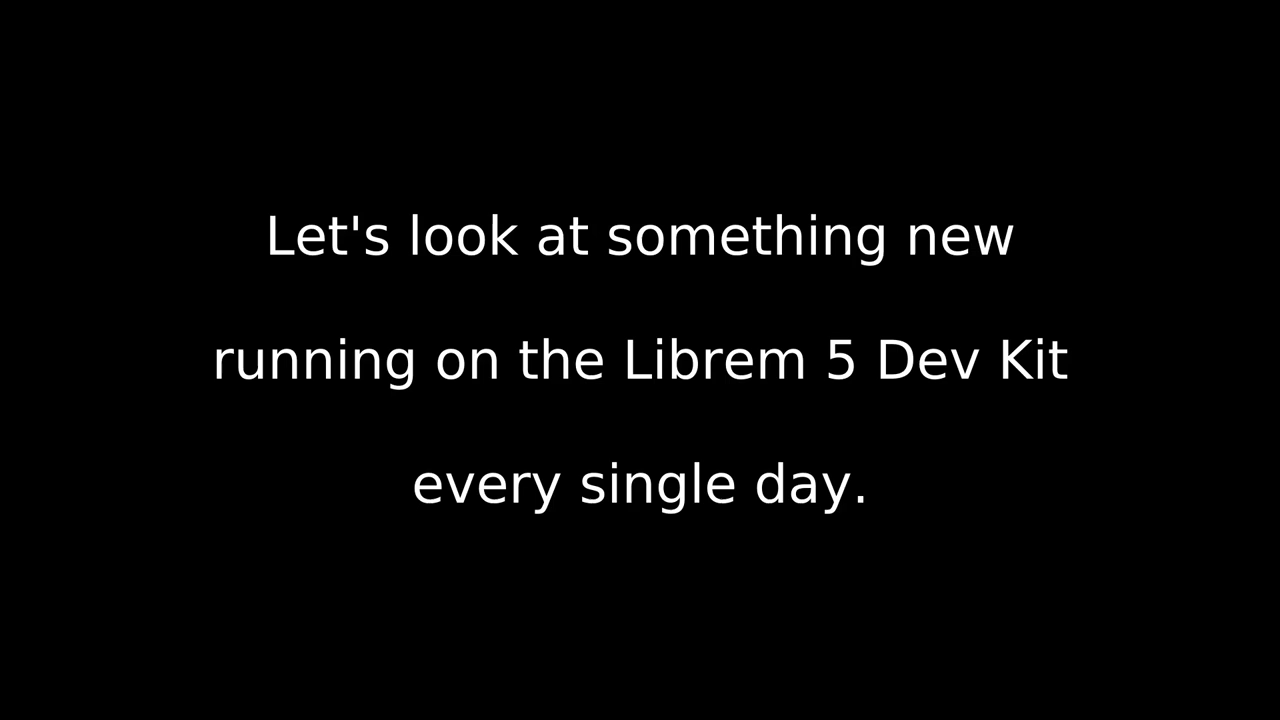 Let's look at something new
running on the Librem 5 Dev Kit
every single day.